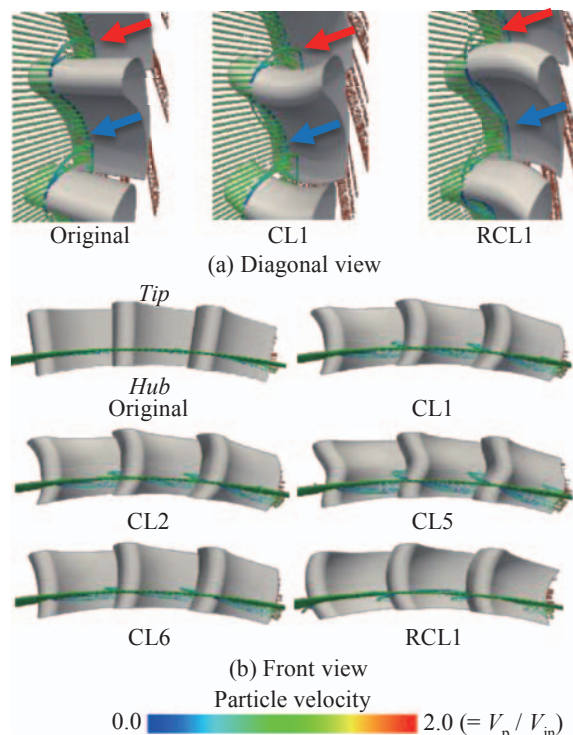 Original CL1 RCL1
(a) Diagonal view
Tip
Hub
Original CL1
CL2 CL5
CL6 RCL1
(b) Front view
Particle velocity
0.0 2.0 (= Vp / Vin)